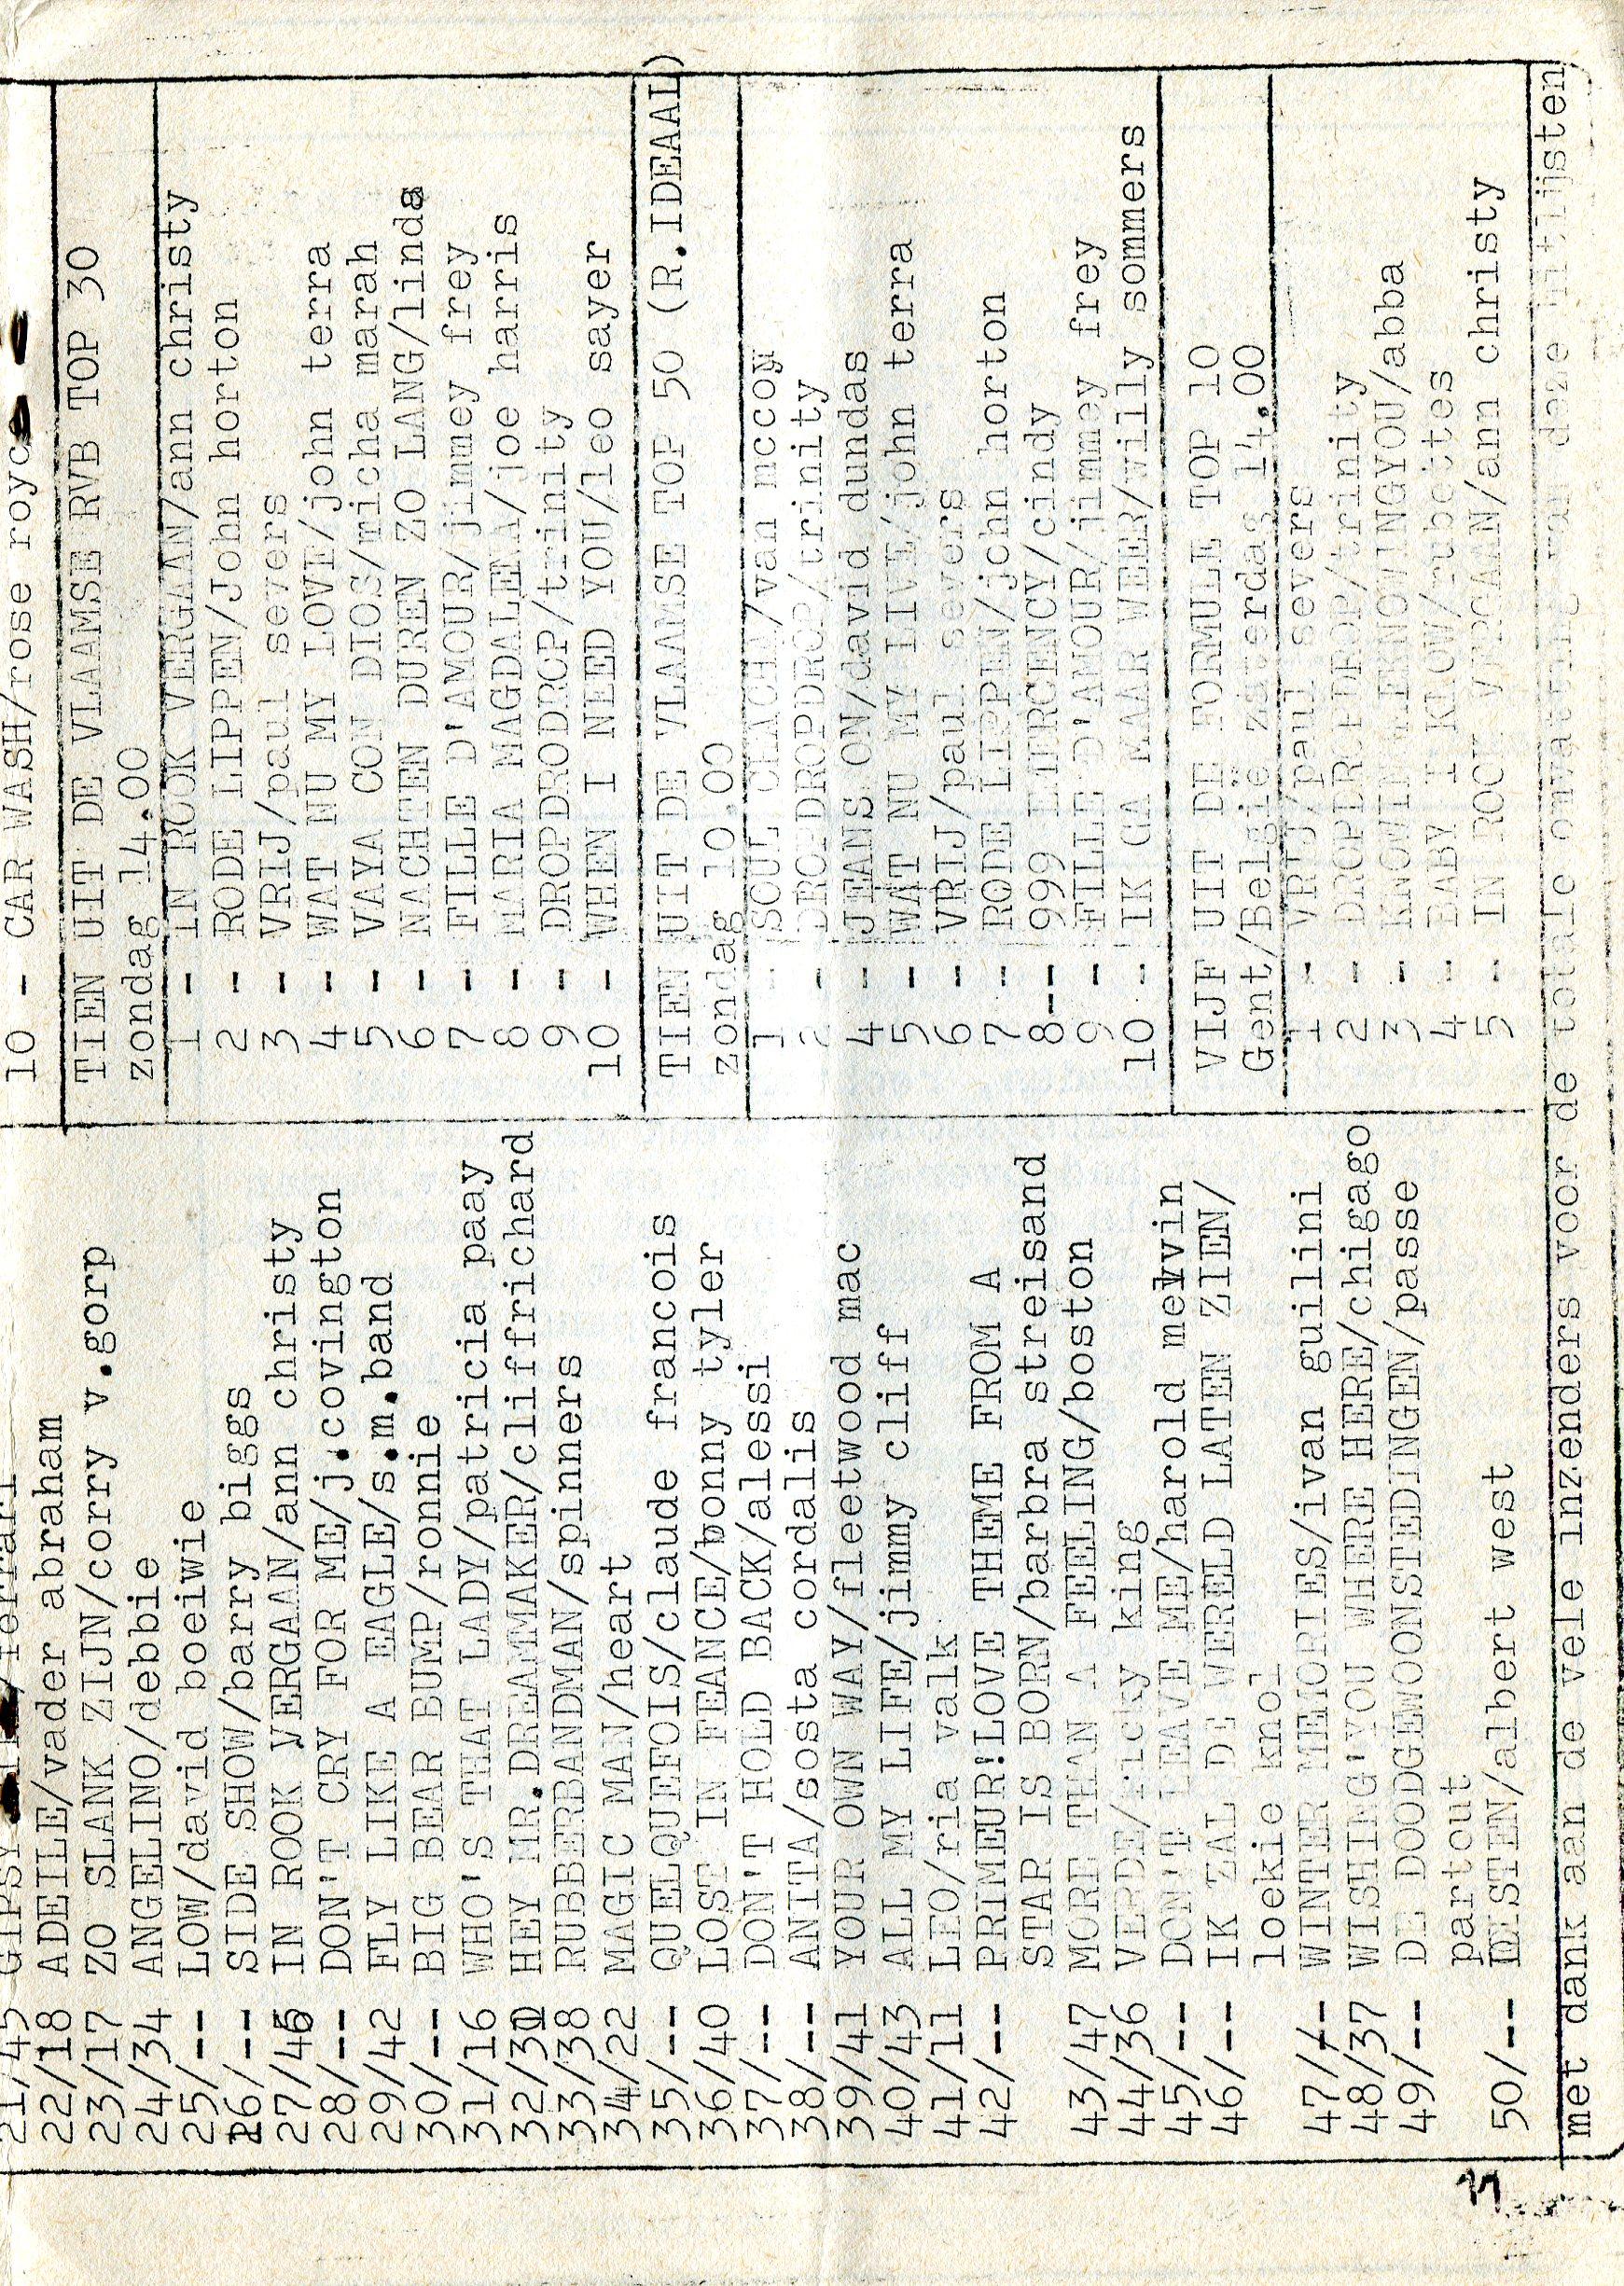 21/45 GIPSY
22/18 ADEILE/vader abraham
23/17 ZO SLANK ZIJN/corry v.gorp
24/34 ANGELINO/debbie
25/-- LOW/david boeiwie
26/-- SIDE SHOW/barry biggs
27/45 IN ROOK VERGAAN/ann christy
28/-- DON'T CRY FOR ME/j.covington
29/42 FLY LIKE A EAGLE/s.m.band
30/-- BIG BEAR BUMP/ronnie
31/16 WHO'S THAT LADY/patricia paay
32/30 HEY MR.DREAMMAKER/cliffrichard
33/38 RUBBERBANDMAN/spinners
34/22 MAGIC MAN/heart
35/-- QUELQUEFOIS/claude francois
36/40 LOST IN FEANCE/bonny tyler
37/-- DON'T HOLD BACK/alessi
38/-- ANITA/costa cordalis
39/41 YOUR OWN WAY/fleetwood mac
40/43 ALL MY LIFE/jimmy cliff
41/11 LEO/ria valk
42/-- PRIMEUR!LOVE THEME FROM A
STAR IS BORN/barbra streisand
43/47 MORE THAN A FEELING/boston
44/36 VERDE/ricky king
45/-- DON'T LEAVE ME/harold melvin
46/-- IK ZAL DE WERELD LATEN ZIEN/
loekie knol
47/-- WINTER MEMORIES/ivan guilini
48/37 WISHING'YOU WHERE HERE/chigago
49/-- DE DOODGEWOONSTEDINGEN/passe
partout
50/-- DESTEN/albert west
10 - CAR WASH/rose royce
TIEN UIT DE VLAAMSE RVB TOP 30
zondag 14.00
1 - IN ROOK VERGAAN/ann christy
2 - RODE LIPPEN/John horton
3 - VRIJ/paul severs
4 - WAT NU MY LOVE/john terra
5 - VAYA CON DIOS/micha marah
6 - NACHTEN DUREN ZO LANG/linda
7 - FILLE D'AMOUR/jimmey frey
8 - MARIA MAGDALENA/joe harris
9 - DROPDRODRCP/trinity
10 - WHEN I NEED YOU/leo sayer
TIEN UIT DE VLAAMSE TOP 50 (R.IDEAAL)
zondag 10.00
1 - SOUL CHACHA/van mccoy
2 - DROPDROPDROP/trinity
4 - JEANS ON/david dundas
5 - WAT NU MY LIVE/john terra
6 - VRIJ/paul severs
7 - RODE LIPPEN/john horton
8-- 999 EMERGENCY/cindy
9 - FILLE D'AMOUR/jimmey frey
10 - IK GA MAAR WEER/willy sommers
VIJF UIT DE FORMULE TOP 10
Gent/België zaterdag 14.00
1 - VRIJ/paul severs
2 - DROPDROPDROP/trinity
3 - KNOWINMEKNOWINGYOU/abba
4 - BABY I KLOW/rubettes
5 - IN ROOK VERGAAN/ann christy
met dank aan de vele inzenders voor de totale omvatting van deze hitlijsten
11